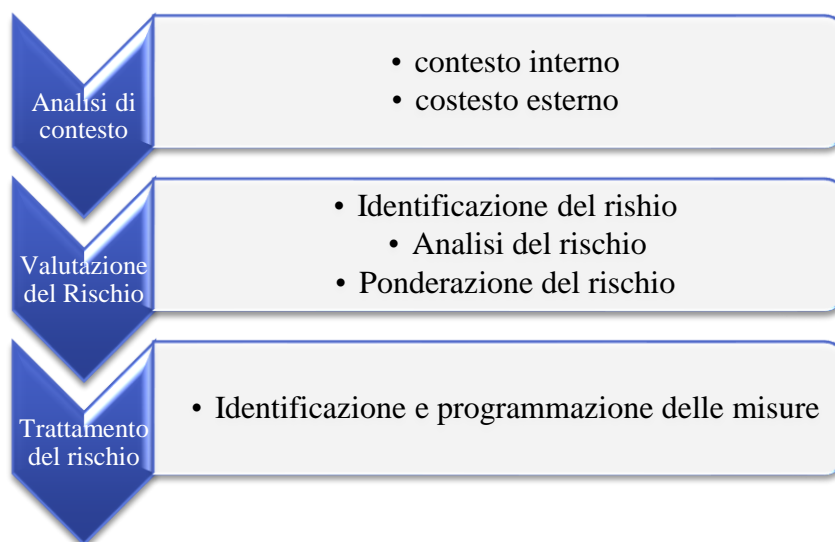 Analisi di
contesto
• contesto interno
• costesto esterno
Valutazione
del Rischio
• Identificazione del rishio
• Analisi del rischio
• Ponderazione del rischio
Trattamento
del rischio
• Identificazione e programmazione delle misure